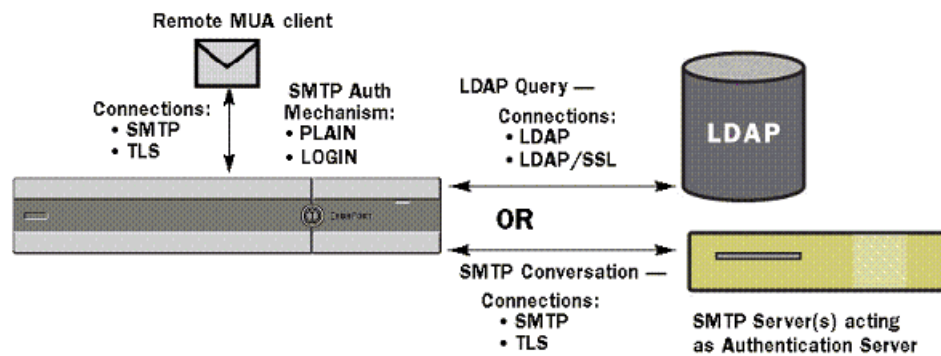 Remote MUA client
Connections:
• SMTP
• TLS
SMTP Auth
Mechanism:
• PLAIN
• LOGIN
LDAP Query —
Connections:
• LDAP
• LDAP/SSL
LDAP
OR
SMTP Conversation —
Connections:
• SMTP
• TLS
SMTP Server(s) acting
as Authentication Server